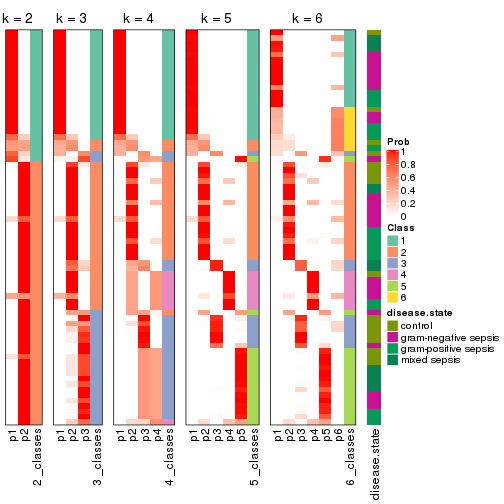 k = 2 k = 3 k = 4 k = 5 k = 6
p1 p2 2_classes p1 p2 p3 3_classes p1 p2 p3 p4 4_classes p1 p2 p3 p4 p5 5_classes p1 p2 p3 p4 p5 p6 6_classes disease.state
Prob
1
0.8
0.6
0.4
0.2
0
Class
1
2
3
4
5
6
disease.state
control
gram-negative sepsis
gram-positive sepsis
mixed sepsis